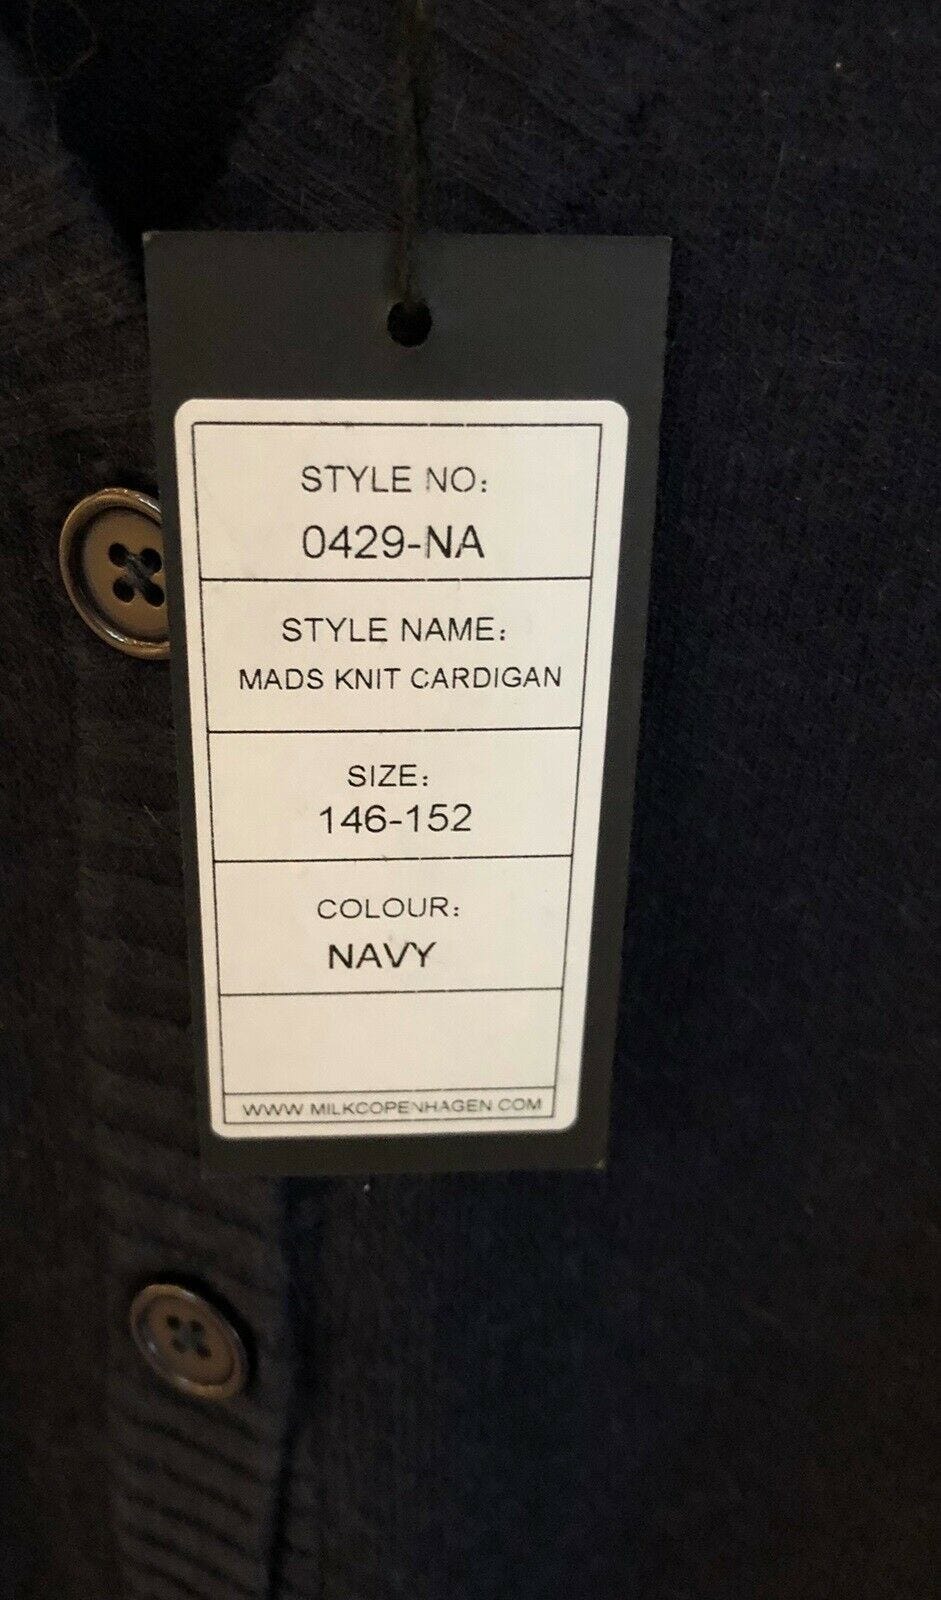 STYLE NO:
0429-NA
STYLE NAME:
MADS KNIT CARDIGAN
SIZE:
146-152
COLOUR:
NAVY
WWW MILKCOPENHAGEN COM